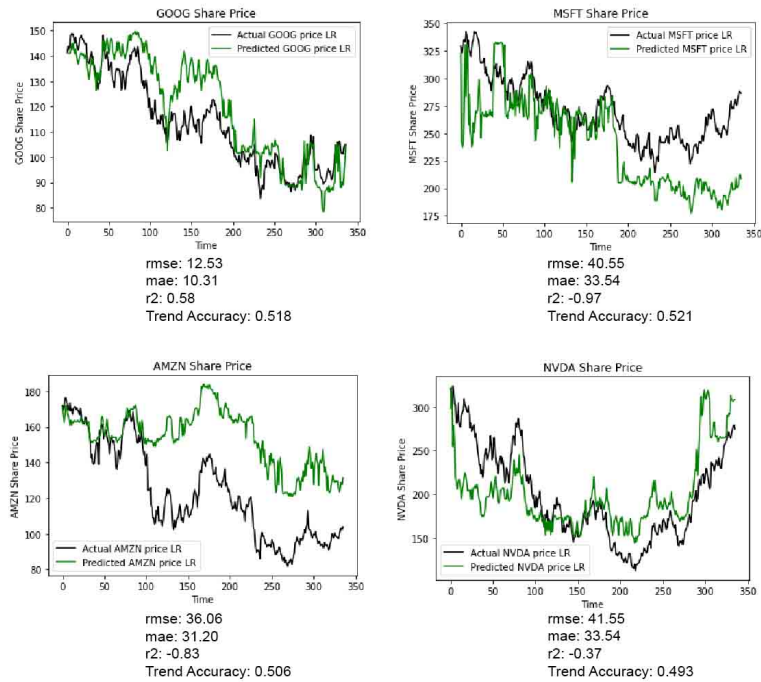 GOOG Share Price
150
140
130
120
110
100
90
80
GOOG Share Price
Actual GOOG price LR
Predicted GOOG price LR
0 50 100 150 200 250 300 350
Time
rmse: 12.53
mae: 10.31
r2: 0.58
Trend Accuracy: 0.518
MSFT Share Price
350
325
300
275
250
225
200
175
MSFT Share Price
Actual MSFT price LR
Predicted MSFT price LR
0 50 100 150 200 250 300 350
Time
rmse: 40.55
mae: 33.54
r2: -0.97
Trend Accuracy: 0.521
AMZN Share Price
180
160
140
120
100
80
AMZN Share Price
Actual AMZN price LR
Predicted AMZN price LR
0 50 100 150 200 250 300 350
Time
rmse: 36.06
mae: 31.20
r2: -0.83
Trend Accuracy: 0.506
NVDA Share Price
300
250
200
150
NVDA Share Price
Actual NVDA price LR
Predicted NVDA price LR
0 50 100 150 200 250 300 350
Time
rmse: 41.55
mae: 33.54
r2: -0.37
Trend Accuracy: 0.493